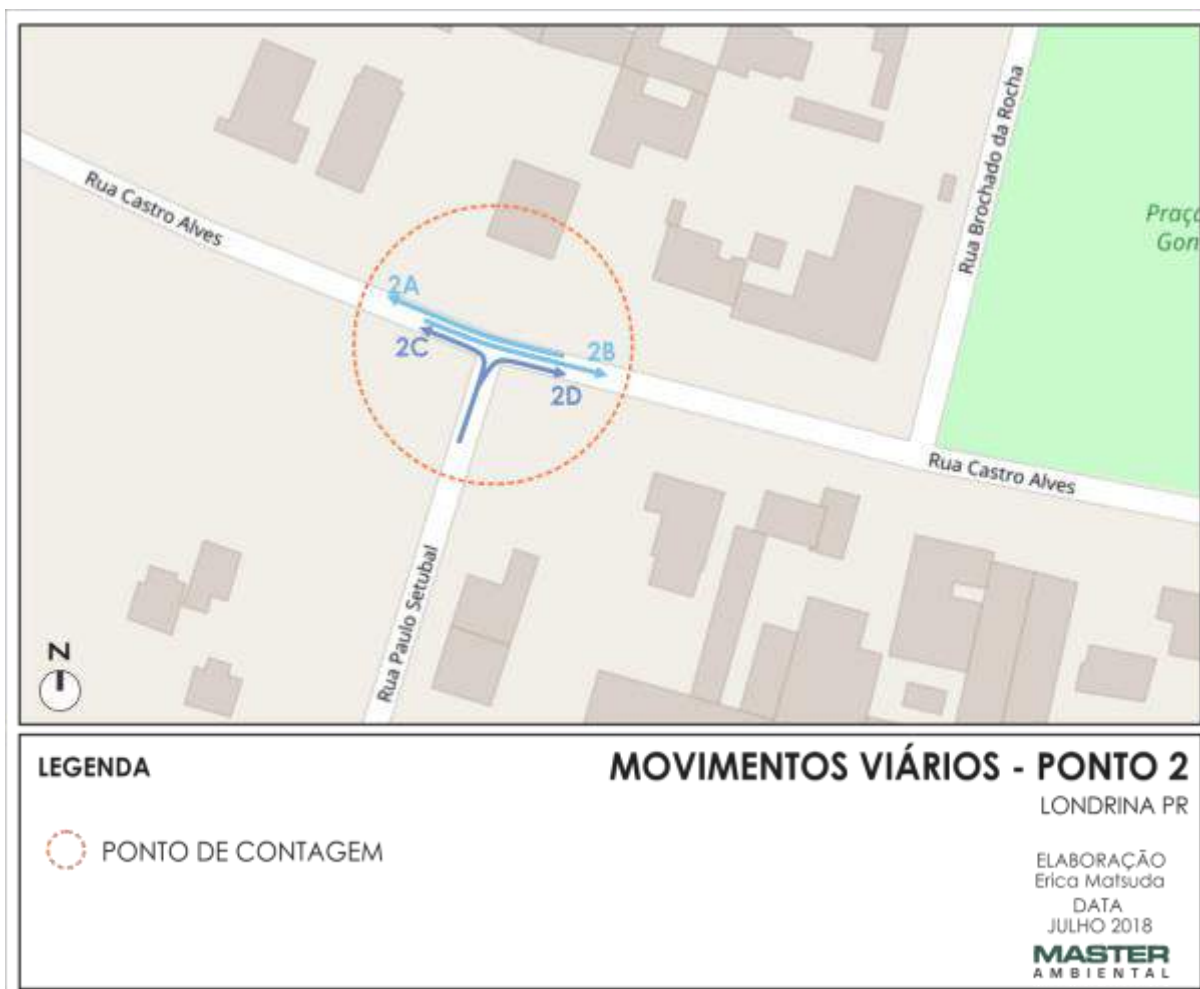 Rua Castro Alves
Rua Brochado da Rocha
Praça
Gon
2A
2C
2B
2D
Rua Castro Alves
Rua Paulo Setubal
N
LEGENDA
PONTO DE CONTAGEM
MOVIMENTOS VIÁRIOS - PONTO 2
LONDRINA PR
ELABORAÇÃO
Erica Matsuda
DATA
JULHO 2018
MASTER
AMBIENTAL